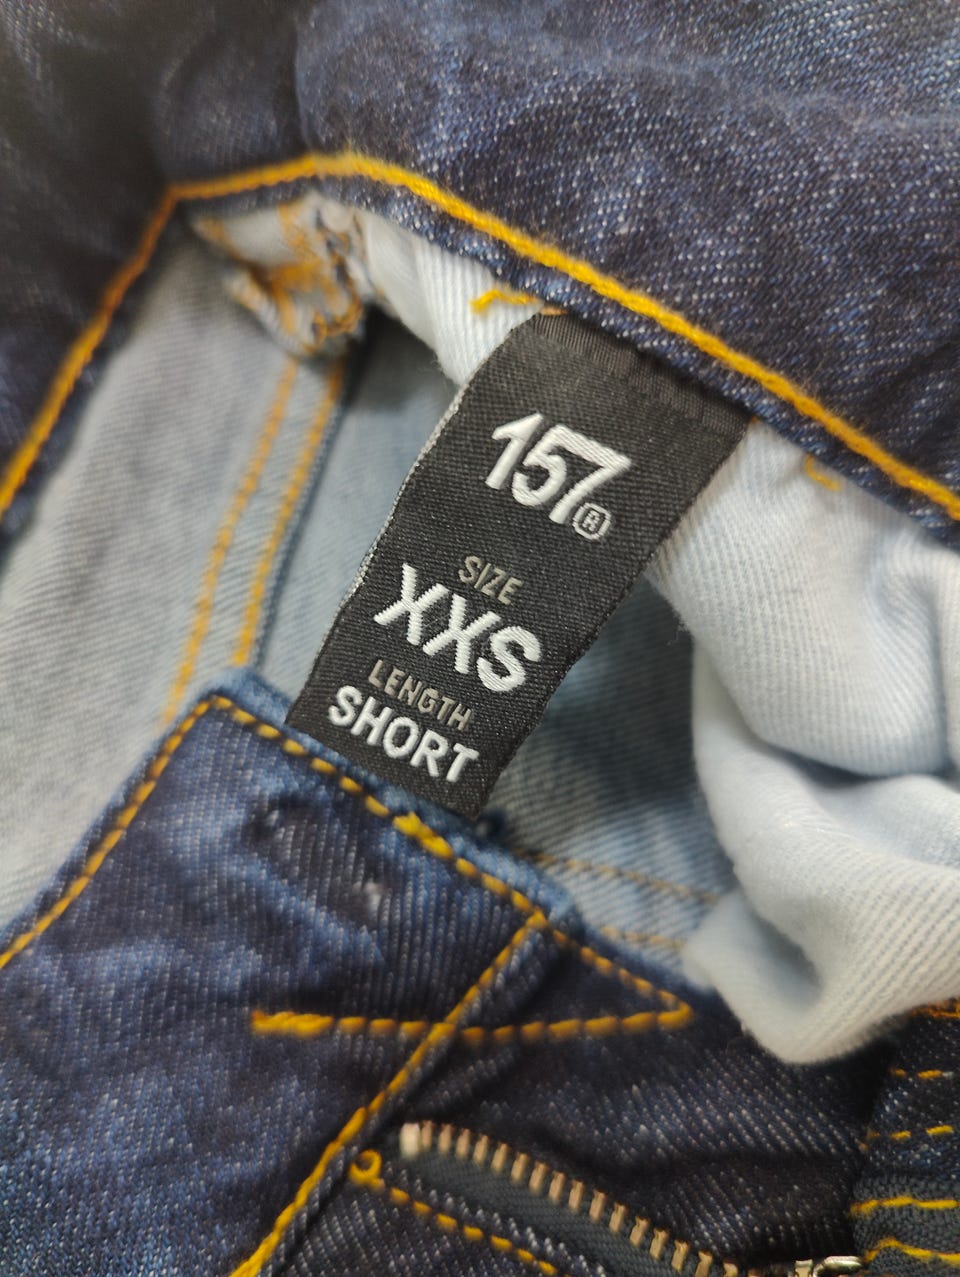 157®
SIZE
XXS
LENGTH
SHORT